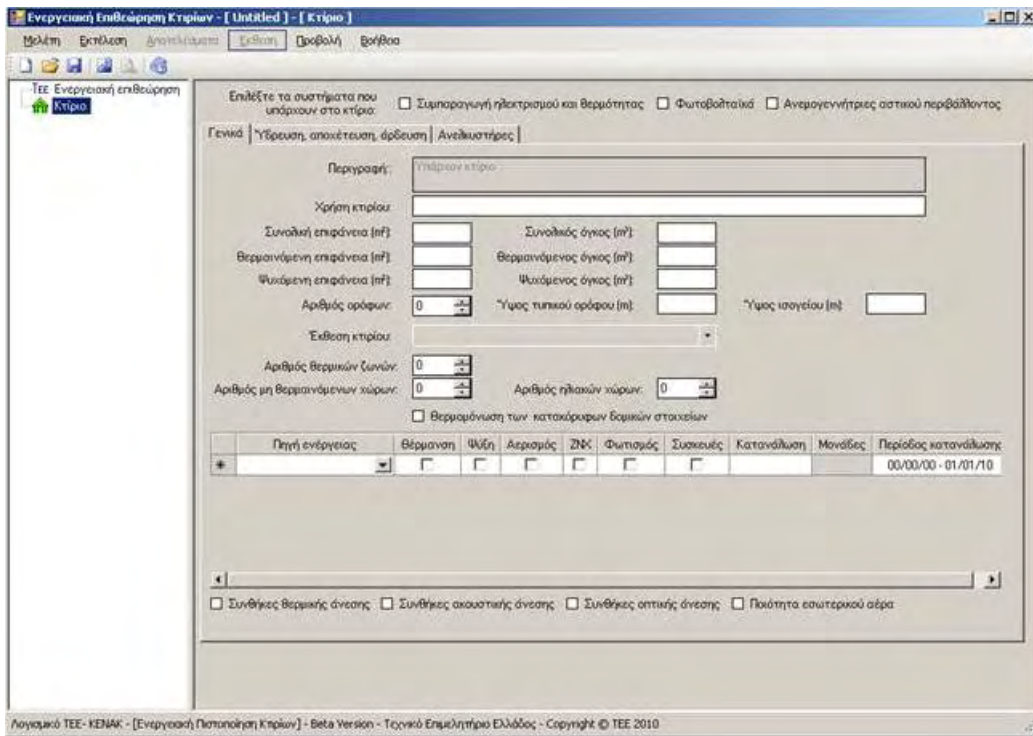 Ενεργειακή Επιθεώρηση Κτιρίων - [ Untitled ] - [ Κτίριο ]
Μελέτη Εκτέλεση Αποτελέσματα Έκθεση Προβολή Βοήθεια
ΤΕΕ Ενεργειακή επιθεώρηση
Κτίριο
Επιλέξτε τα συστήματα που
υπάρχουν στο κτίριο:
Συμπαραγωγή ηλεκτρισμού και θερμότητας Φωτοβολταϊκά Ανεμογεννήτριες αστικού περιβάλλοντος
Γενικά Ύδρευση, αποχέτευση, άρδευση Ανελκυστήρες
Περιγραφή: Υπάρχον κτίριο
Χρήση κτιρίου:
Συνολική επιφάνεια (m²): Συνολικός όγκος (m³):
Θερμαινόμενη επιφάνεια (m²): Θερμαινόμενος όγκος (m³):
Ψυχόμενη επιφάνεια (m²): Ψυχόμενος όγκος (m³):
Αριθμός ορόφων: 0 Ύψος τυπικού ορόφου (m): Ύψος ισογείου (m):
Έκθεση κτιρίου:
Αριθμός θερμικών ζωνών: 0
Αριθμός μη θερμαινόμενων χώρων: 0 Αριθμός ηλιακών χώρων: 0
Θερμομόνωση των κατακόρυφων δομικών στοιχείων
Πηγή ενέργειας Θέρμανση Ψύξη Αερισμός ΖΝΧ Φωτισμός Συσκευές Κατανάλωση Μονάδες Περίοδος κατανάλωσης
* 00/00/00 - 01/01/10
Συνθήκες θερμικής άνεσης Συνθήκες ακουστικής άνεσης Συνθήκες οπτικής άνεσης Ποιότητα εσωτερικού αέρα
Λογισμικό ΤΕΕ- ΚΕΝΑΚ - [Ενεργειακή Πιστοποίηση Κτιρίων] - Beta Version - Τεχνικό Επιμελητήριο Ελλάδος - Copyright © ΤΕΕ 2010